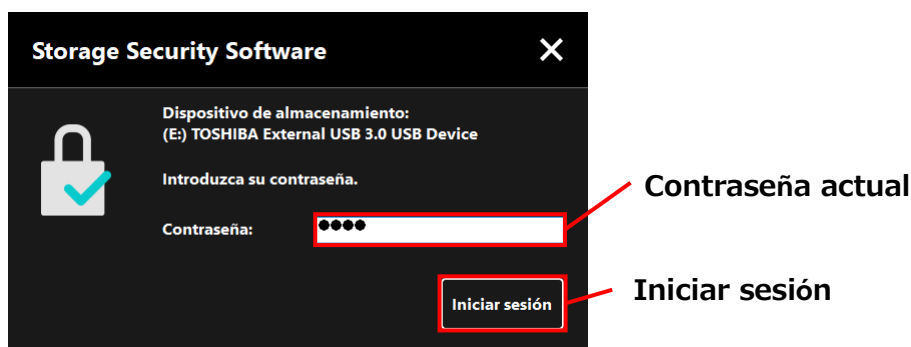 Storage Security Software
Dispositivo de almacenamiento:
(E:) TOSHIBA External USB 3.0 USB Device
Introduzca su contraseña.
Contraseña:
●●●●
Iniciar sesión
Contraseña actual
Iniciar sesión